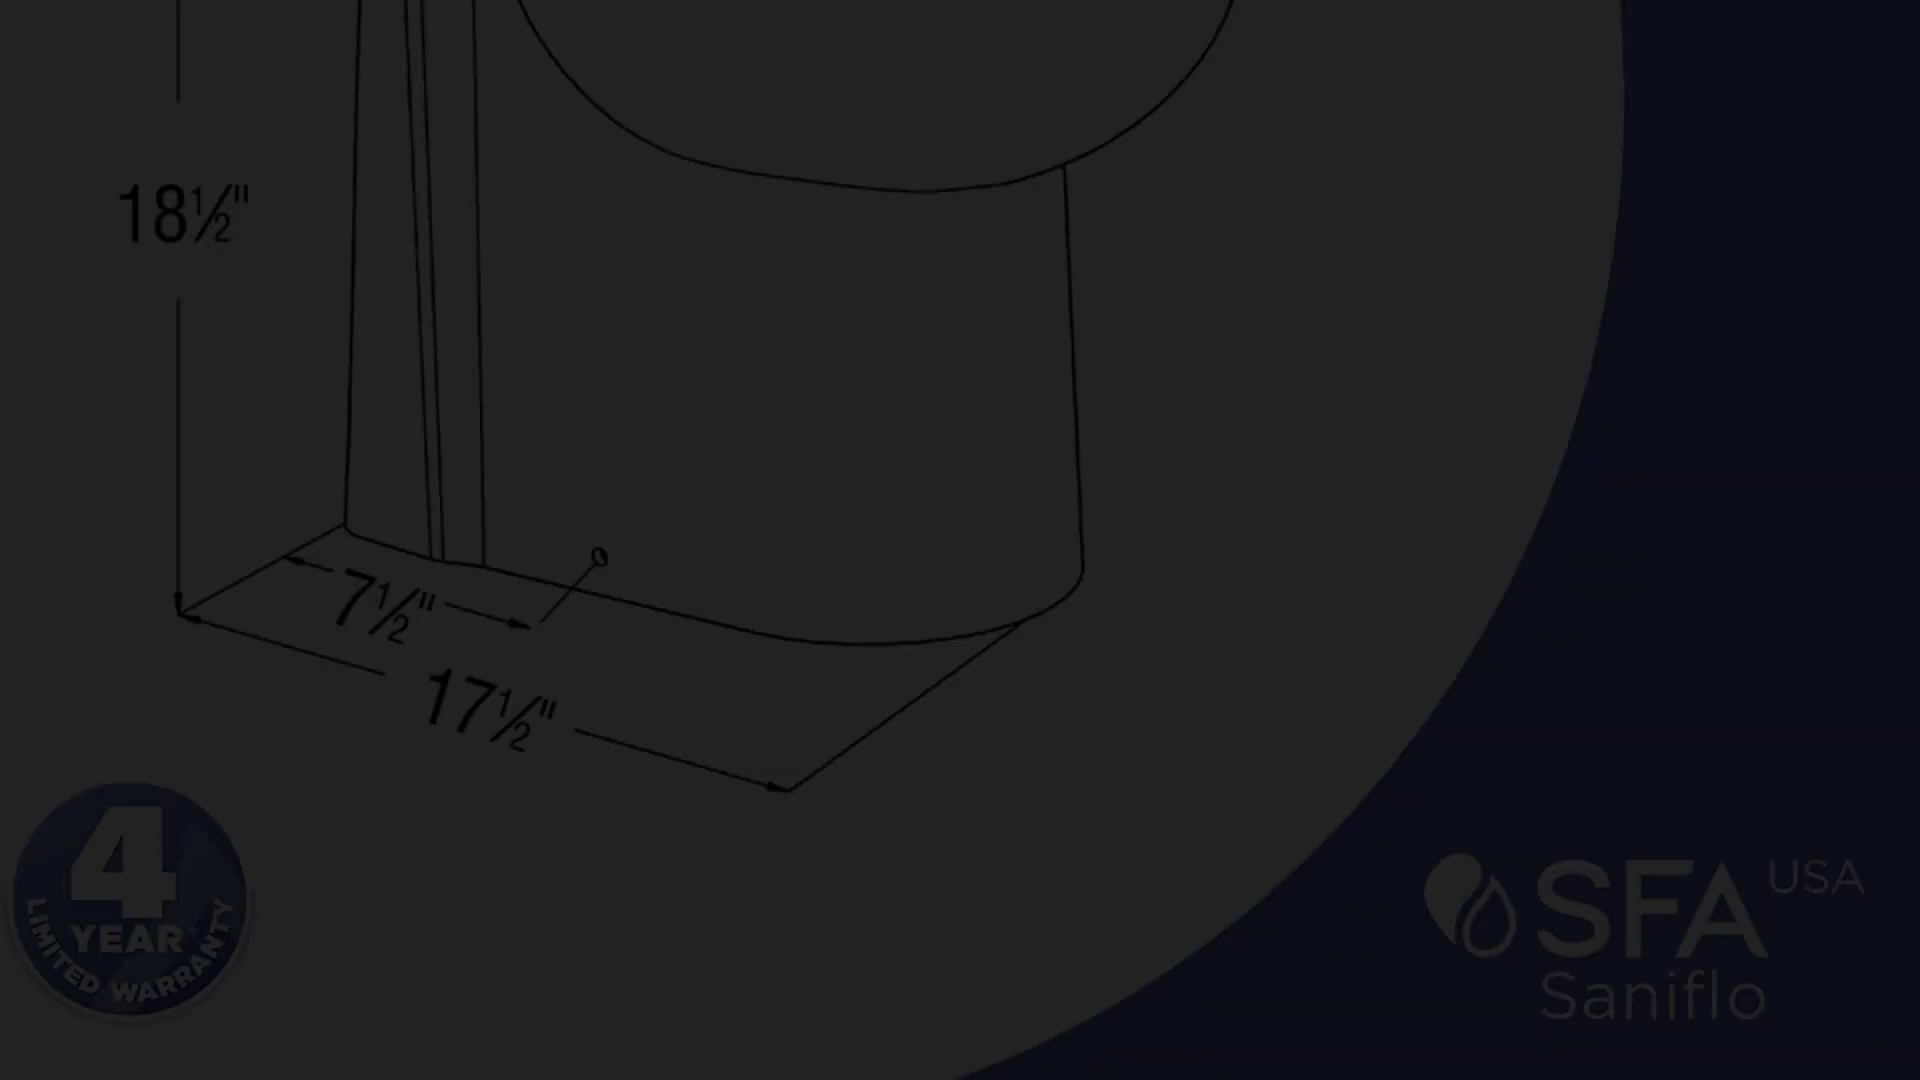 18½"
7½"
17½"
4
YEAR
LIMITED WARRANTY
SFA USA
Saniflo